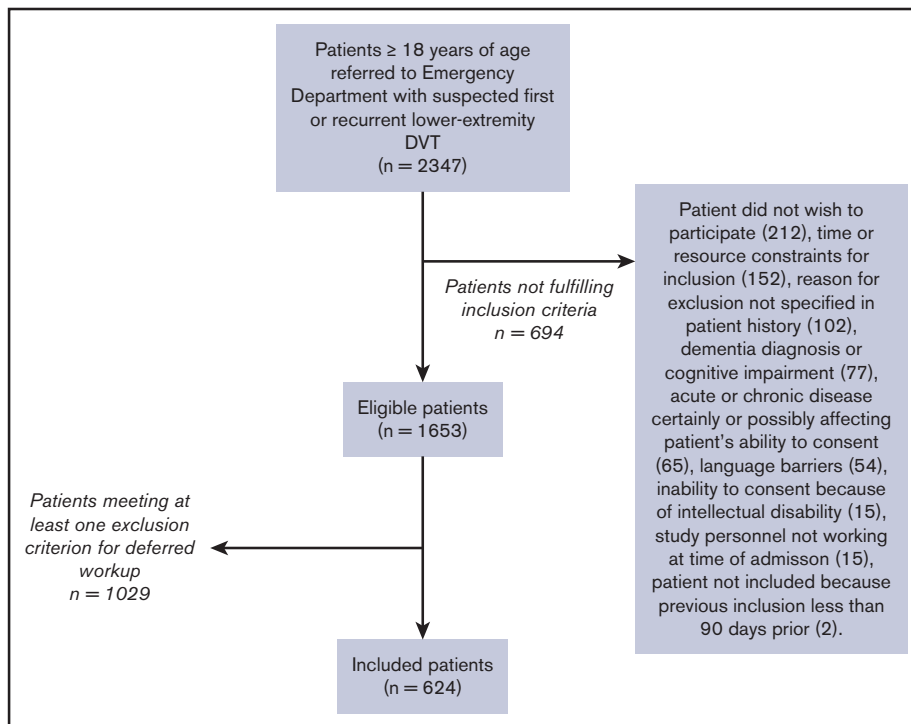 Patients ≥ 18 years of age
referred to Emergency
Department with suspected first
or recurrent lower-extremity
DVT
(n = 2347)
Patients not fulfilling
inclusion criteria
n = 694
Patient did not wish to
participate (212), time or
resource constraints for
inclusion (152), reason for
exclusion not specified in
patient history (102),
dementia diagnosis or
cognitive impairment (77),
acute or chronic disease
certainly or possibly affecting
patient's ability to consent
(65), language barriers (54),
inability to consent because
of intellectual disability (15),
study personnel not working
at time of admisson (15),
patient not included because
previous inclusion less than
90 days prior (2).
Eligible patients
(n = 1653)
Patients meeting at
least one exclusion
criterion for deferred
workup
n = 1029
Included patients
(n = 624)